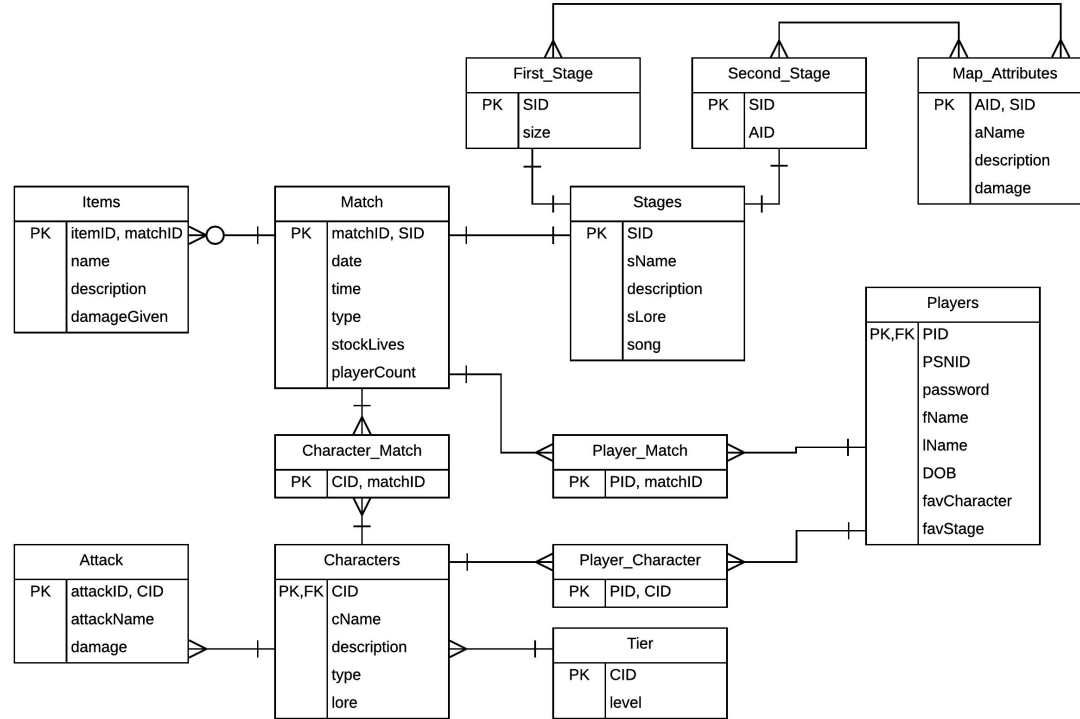 First_Stage
PK SID
size
Second_Stage
PK SID
AID
Map_Attributes
PK AID, SID
aName
description
damage
Items
PK itemID, matchID
name
description
damageGiven
Match
PK matchID, SID
date
time
type
stockLives
playerCount
Stages
PK SID
sName
description
sLore
song
Players
PK,FK PID
PSNID
password
fName
lName
DOB
favCharacter
favStage
Character_Match
PK CID, matchID
Player_Match
PK PID, matchID
Attack
PK attackID, CID
attackName
damage
Characters
PK,FK CID
cName
description
type
lore
Player_Character
PK PID, CID
Tier
PK CID
level